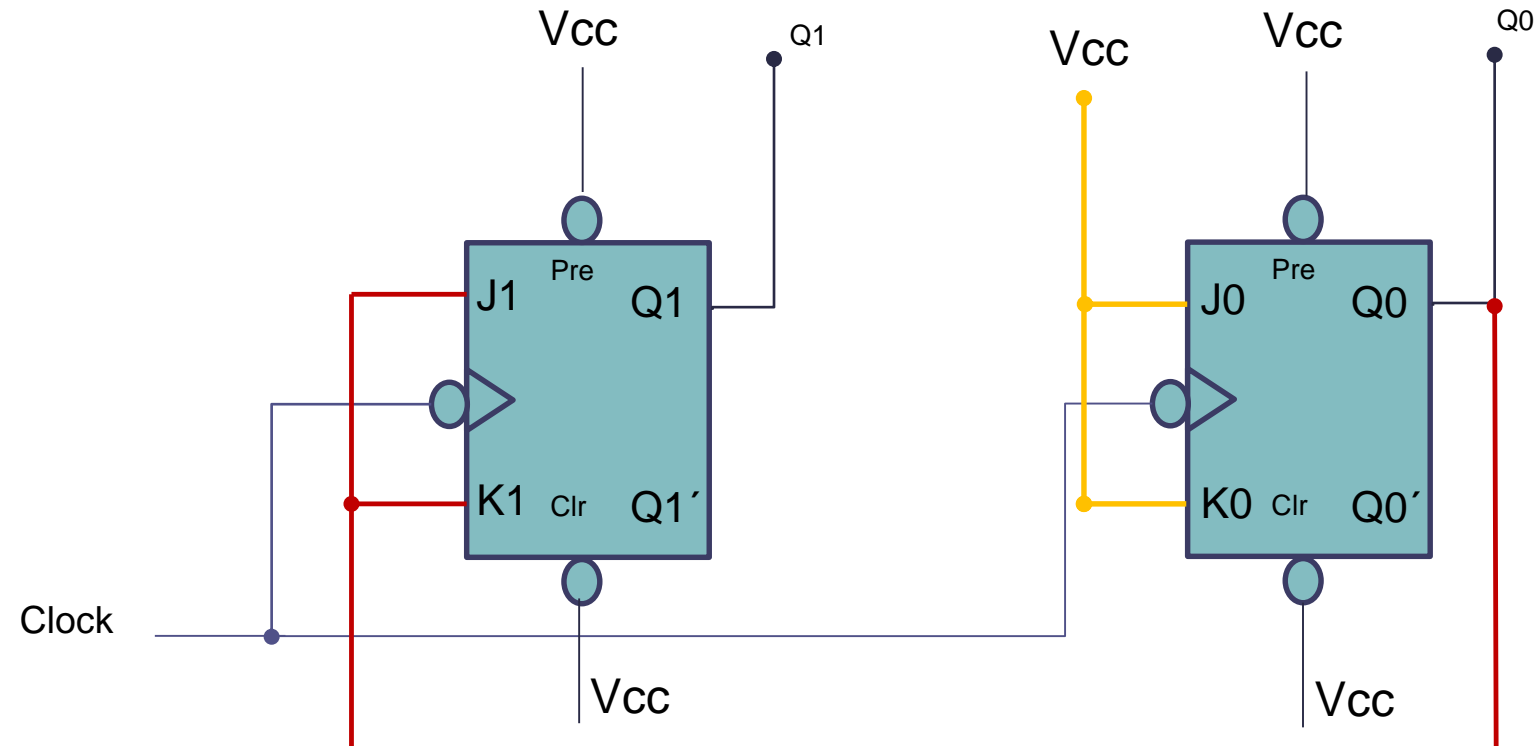 Vcc
Q1
Vcc
Vcc
Q0
Pre
J1
Q1
K1
Clr
Q1´
Pre
J0
Q0
K0
Clr
Q0´
Clock
Vcc
Vcc